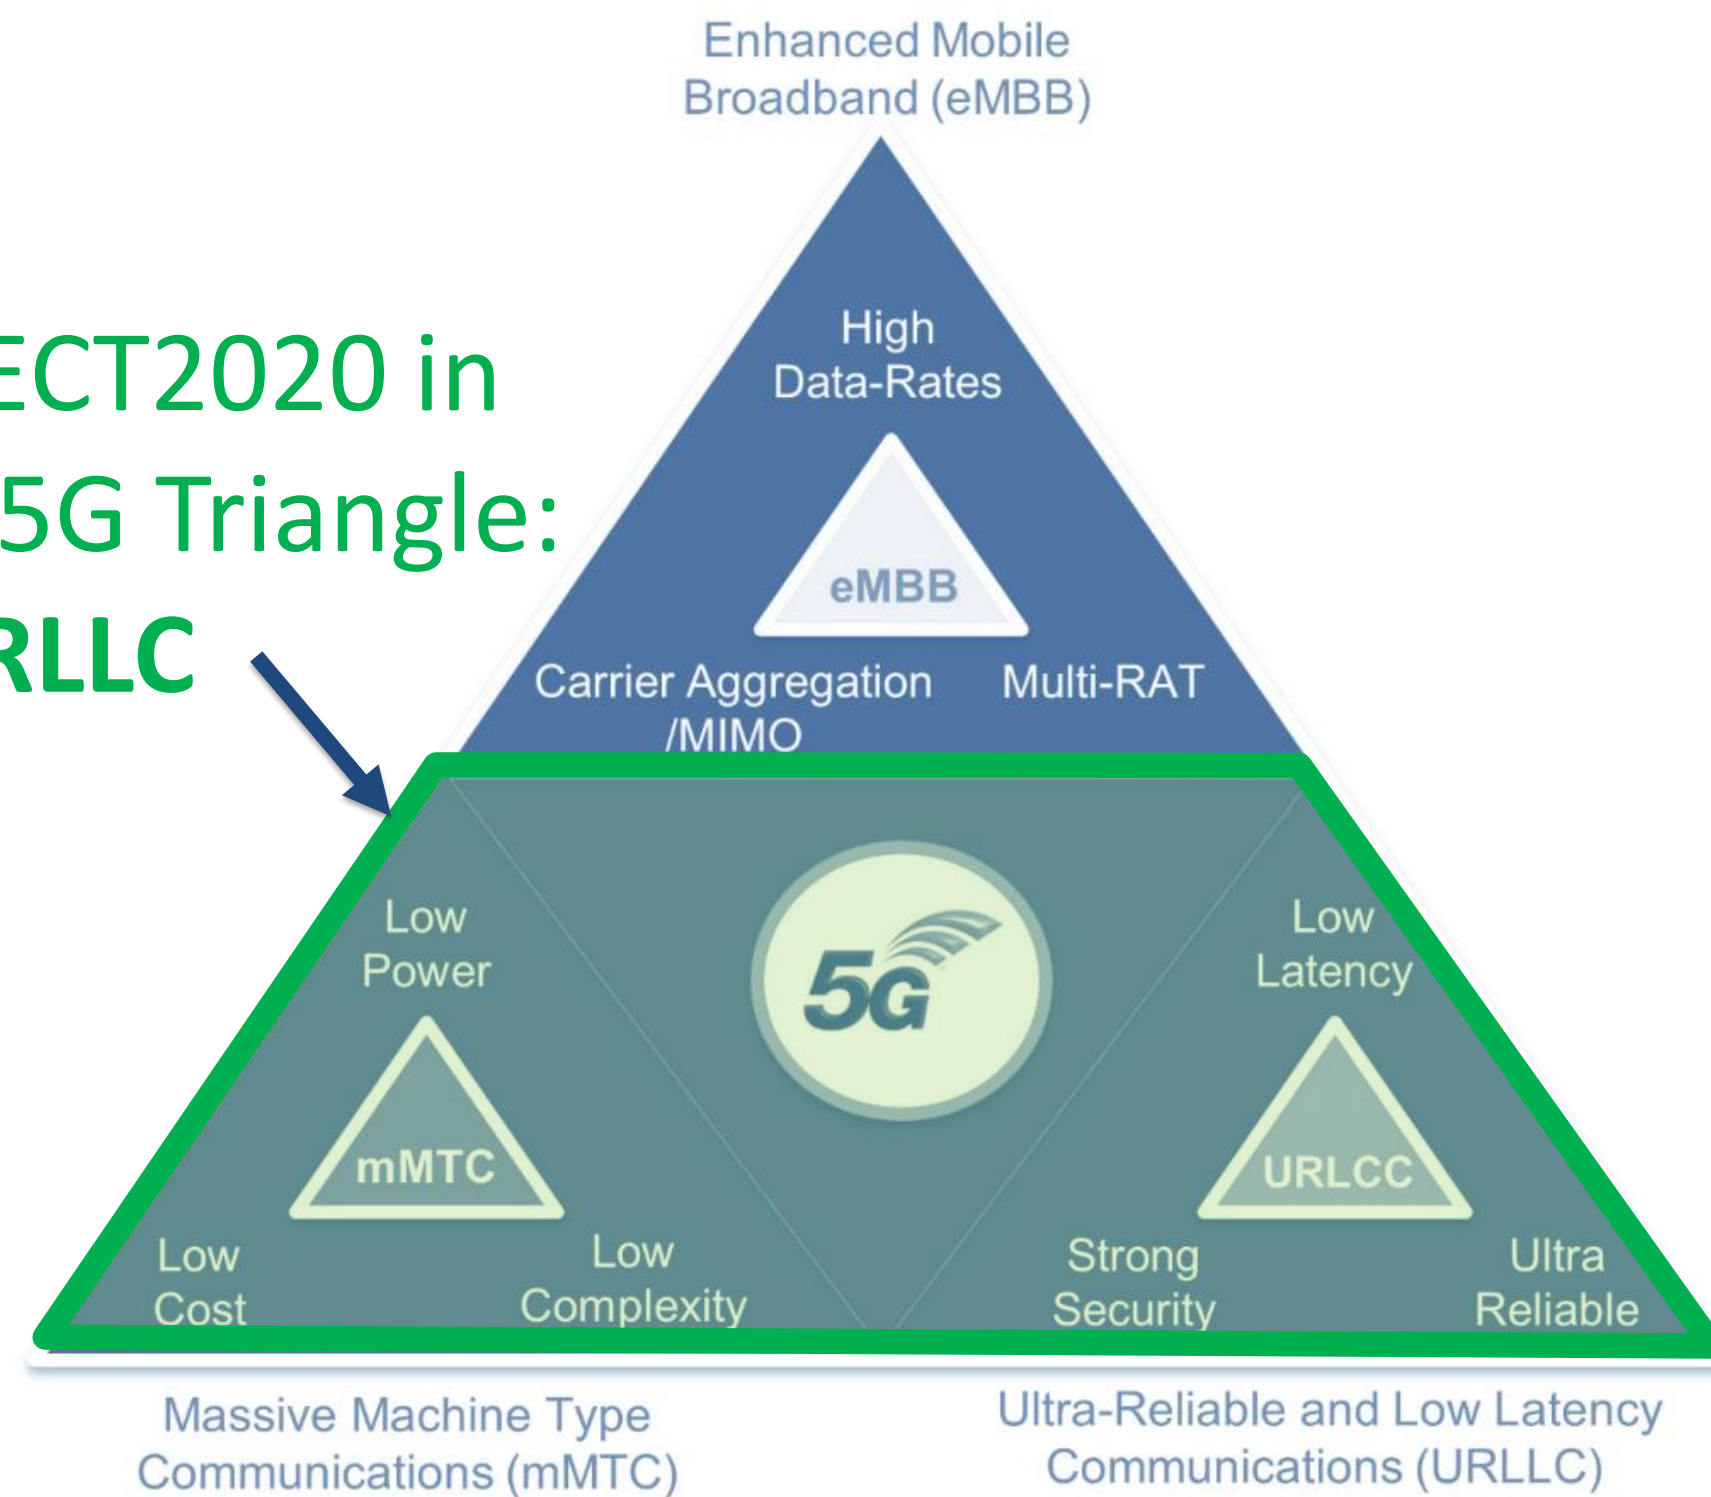 Enhanced Mobile
Broadband (eMBB)
ECT2020 in
5G Triangle:
RLLC
High
Data-Rates
eMBB
Carrier Aggregation
/MIMO
Multi-RAT
Low
Power
mMTC
Low
Cost
Low
Complexity
5G
Low
Latency
URLCC
Strong
Security
Ultra
Reliable
Massive Machine Type
Communications (mMTC)
Ultra-Reliable and Low Latency
Communications (URLLC)